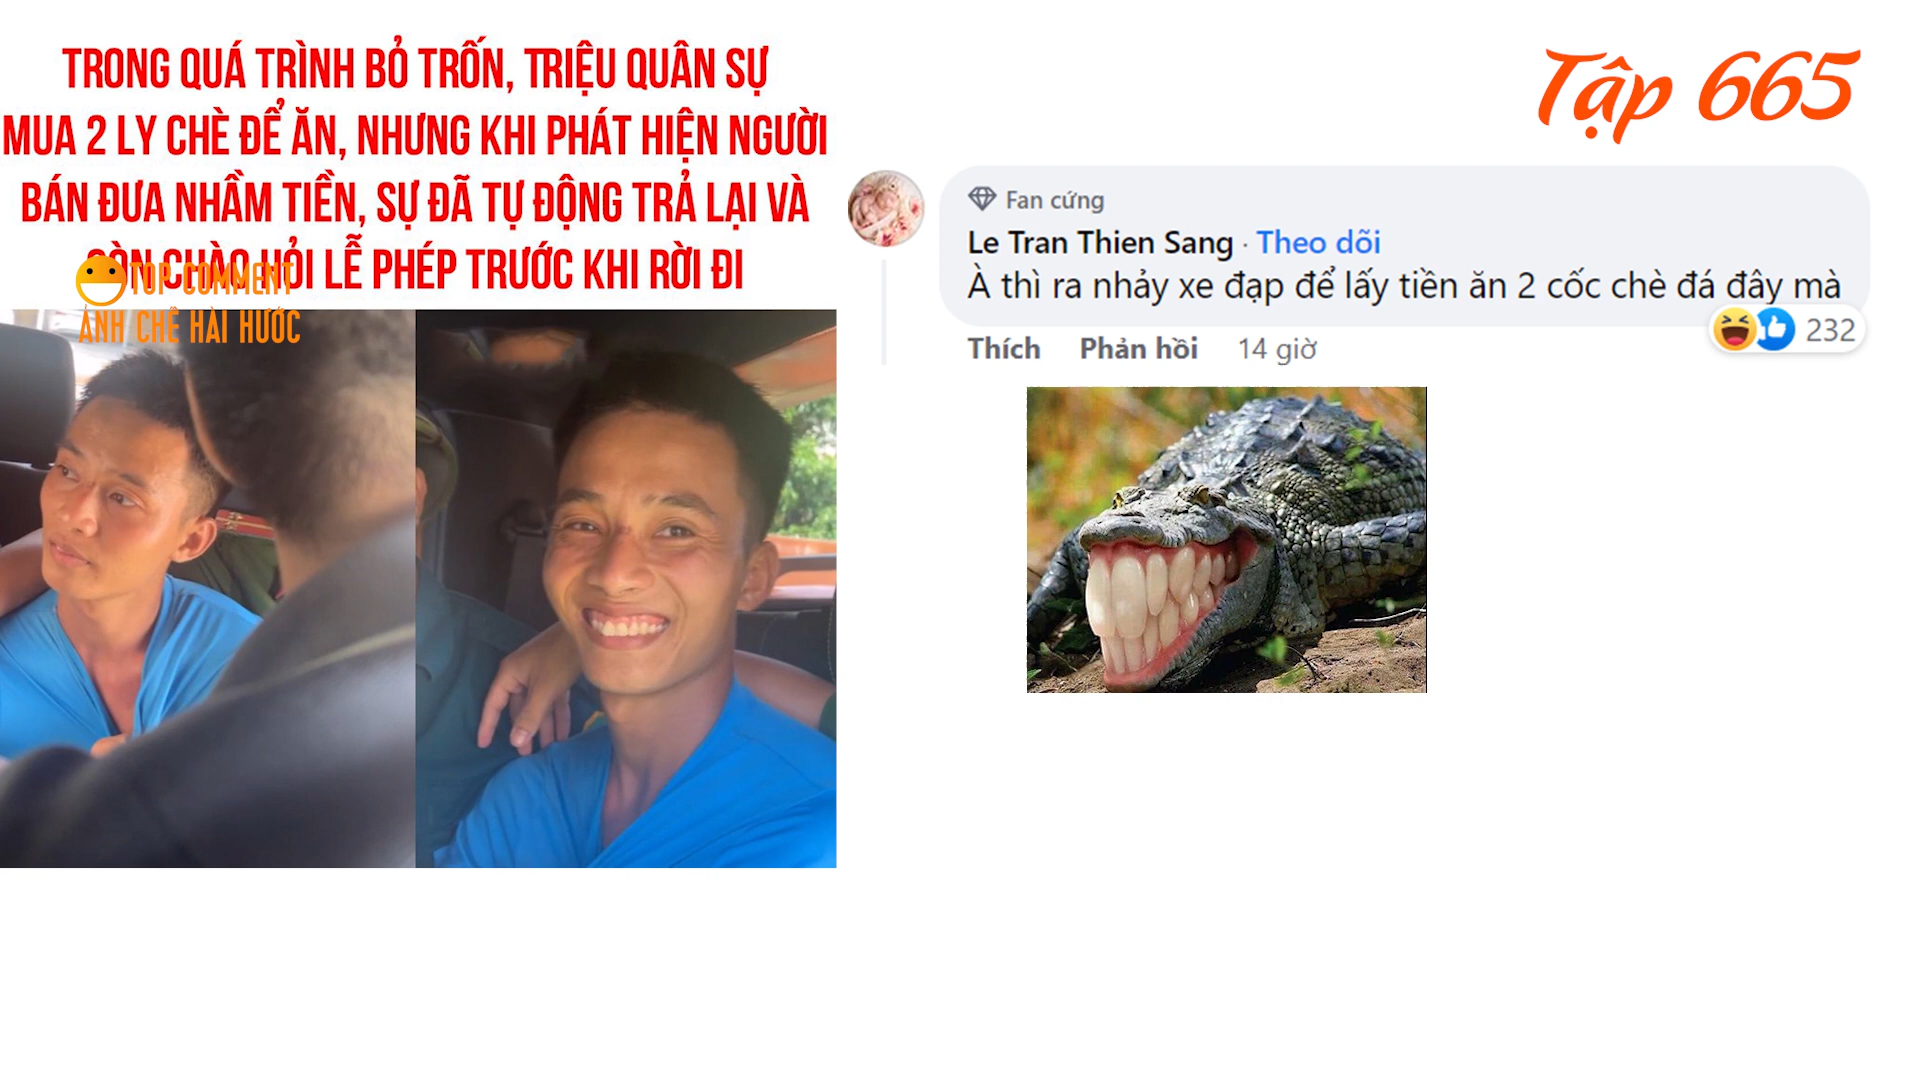 TRONG QUÁ TRÌNH BỎ TRỐN, TRIỆU QUÂN SỰ
MUA 2 LY CHÈ ĐỂ ĂN, NHƯNG KHI PHÁT HIỆN NGƯỜI
BÁN ĐƯA NHẦM TIỀN, SỰ ĐÃ TỰ ĐỘNG TRẢ LẠI VÀ
CÒN CHÀO HỎI LỄ PHÉP TRƯỚC KHI RỜI ĐI
TOP COMMENT
ẢNH CHẾ HÀI HƯỚC
Tập 665
Fan cứng
Le Tran Thien Sang · Theo dõi
À thì ra nhảy xe đạp để lấy tiền ăn 2 cốc chè đá đây mà
232
Thích Phản hồi 14 giờ